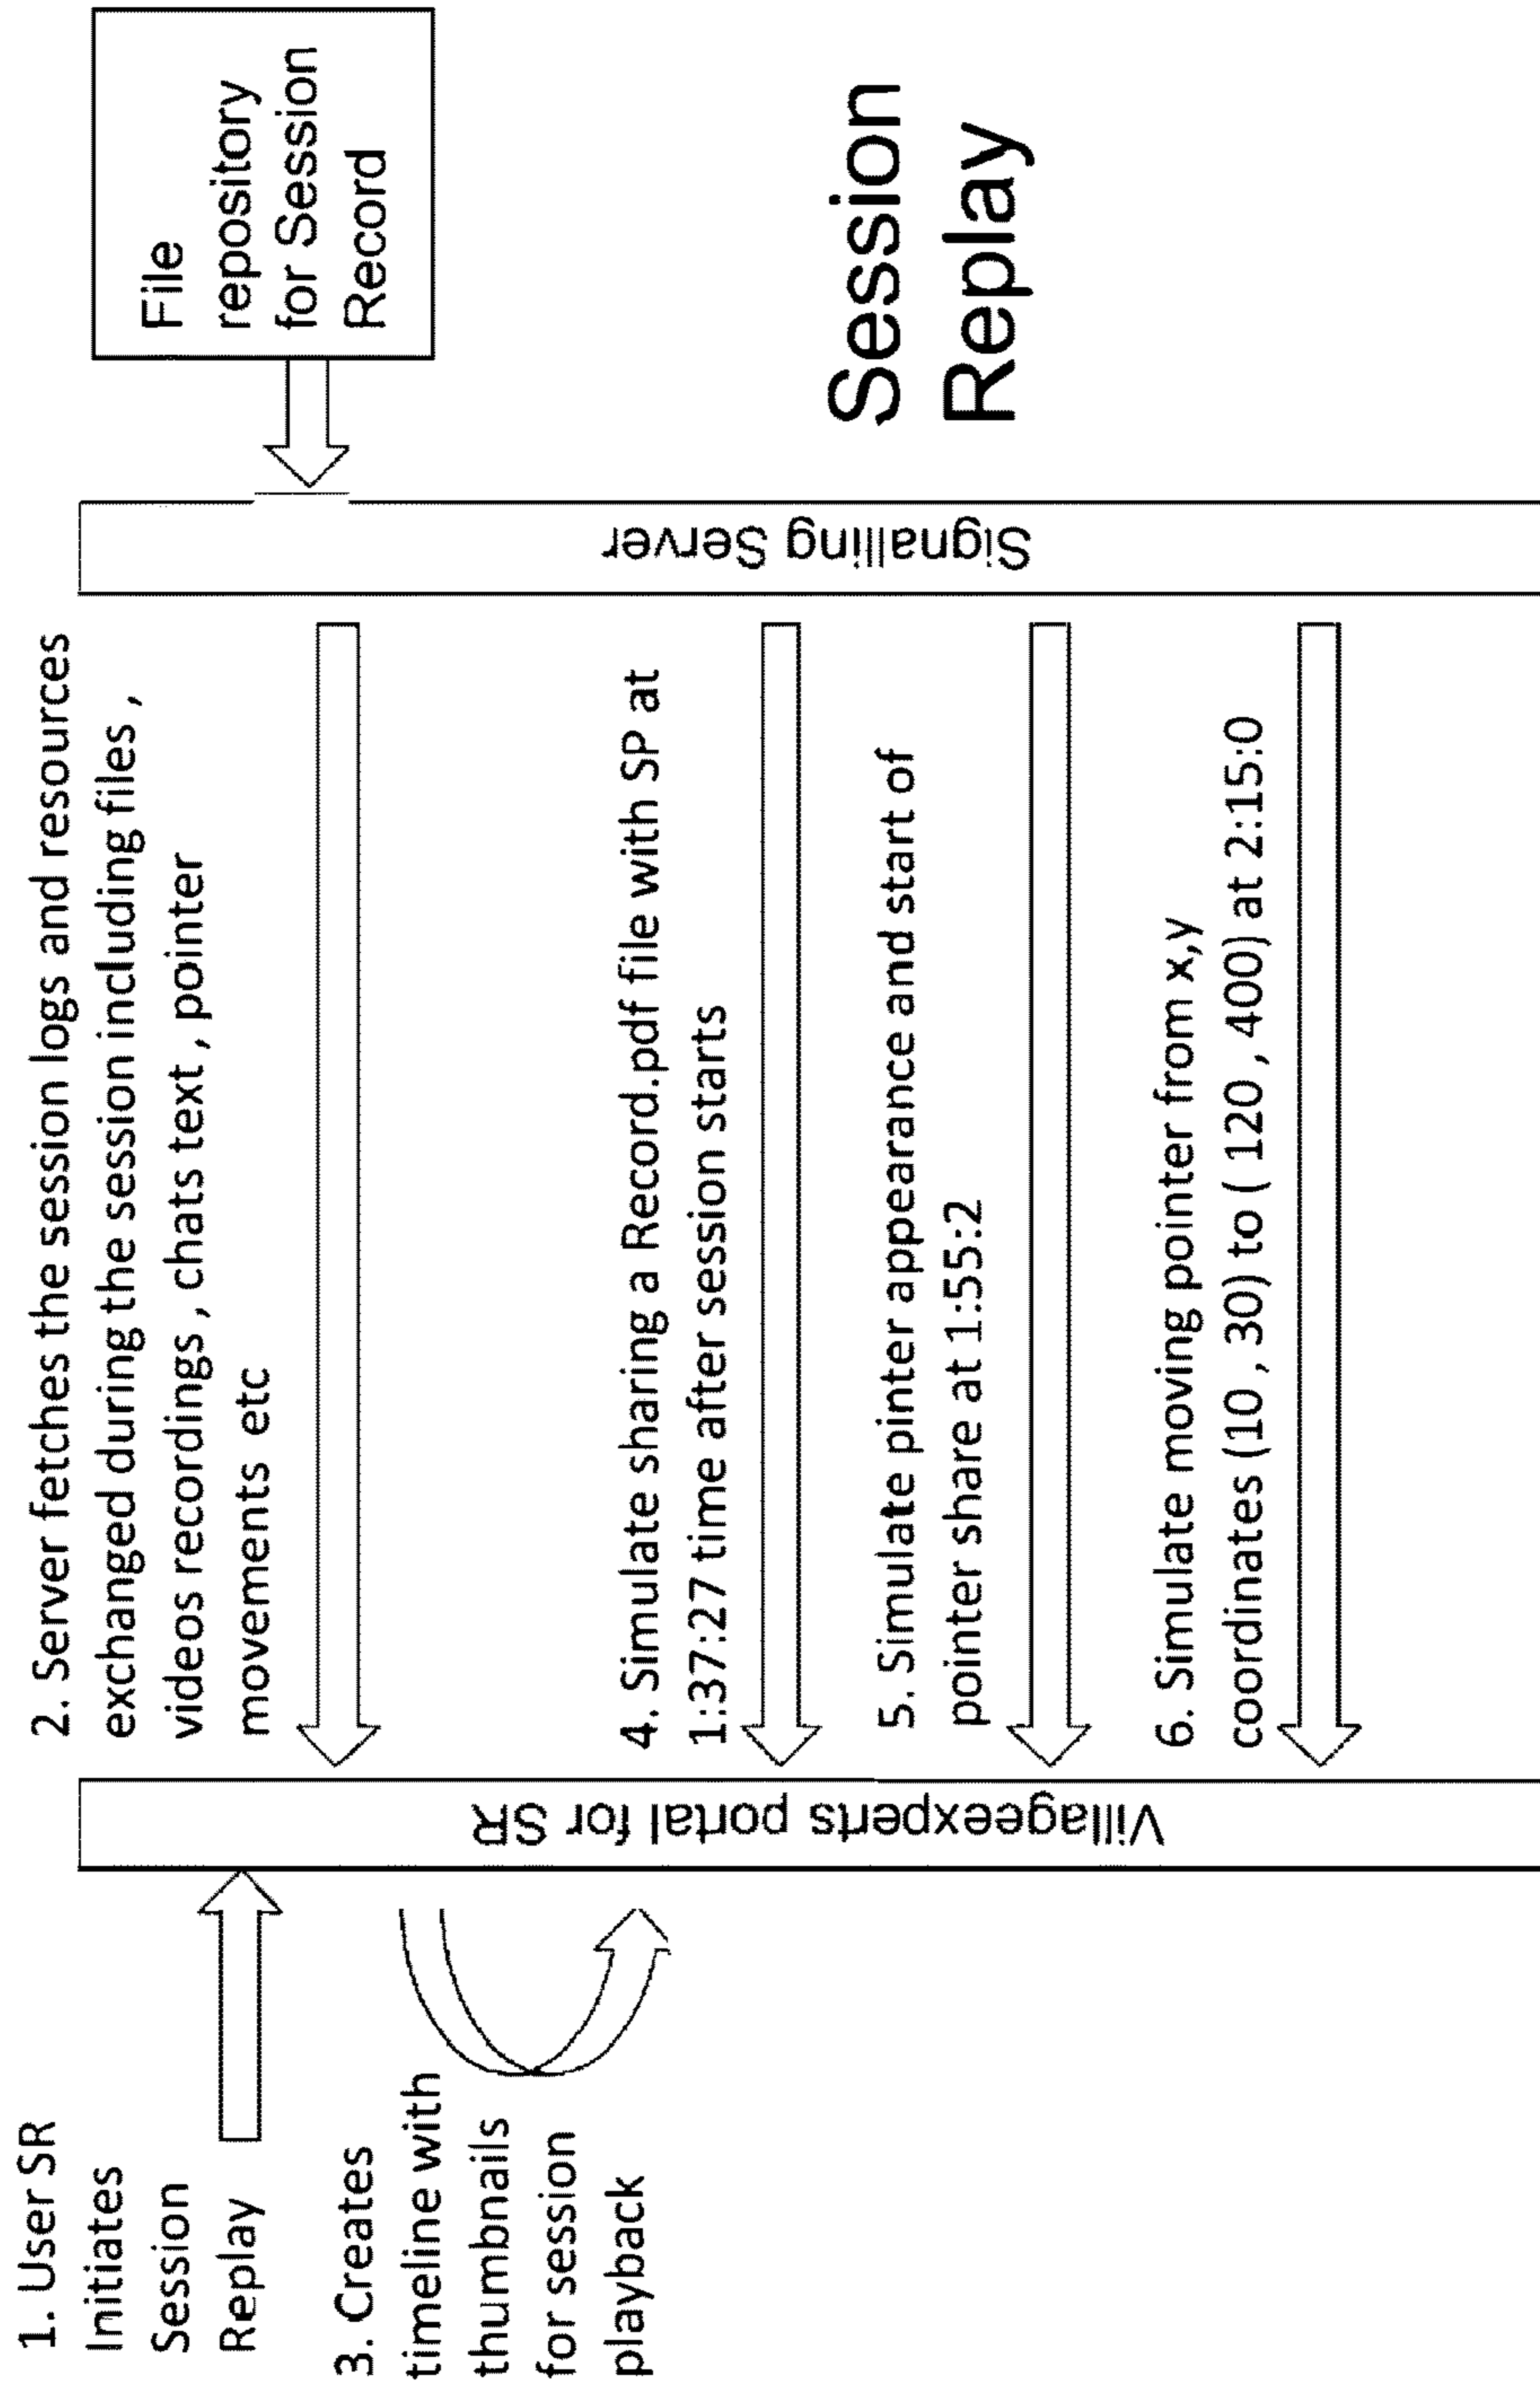 1. User SR
Initiates
Session
Replay
2. Server fetches the session logs and resources
exchanged during the session including files ,
videos recordings , chats text , pointer
movements etc
File
repository
for Session
Record
3. Creates
timeline with
thumbnails
for session
playback
Villageexperts portal for SR
Signalling Server
4. Simulate sharing a Record.pdf file with SP at
1:37:27 time after session starts
5. Simulate pinter appearance and start of
pointer share at 1:55:2
6. Simulate moving pointer from x,y
coordinates (10 , 30) to ( 120 , 400) at 2:15:0
Session
Replay